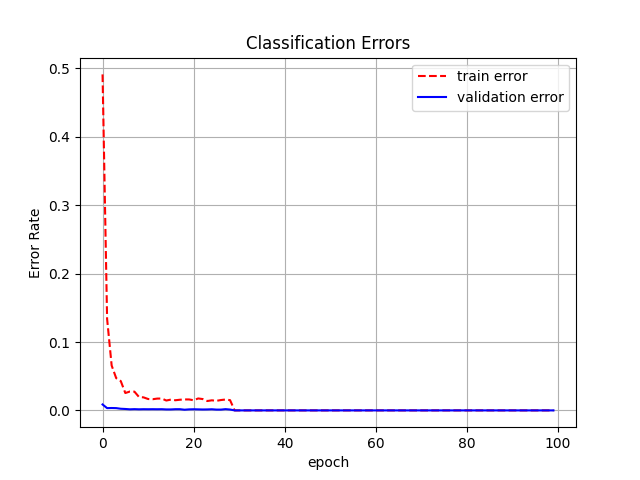 Classification Errors
train error
validation error
Error Rate
0.5
0.4
0.3
0.2
0.1
0.0
0 20 40 60 80 100
epoch